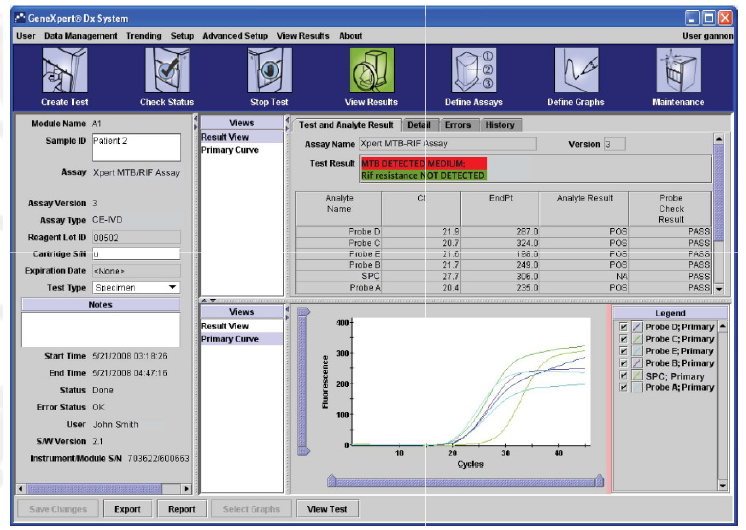 GeneXpert® Dx System
User Data Management Trending Setup Advanced Setup View Results About User gannon
Create Test Check Status Stop Test View Results Define Assays Define Graphs Maintenance
Module Name A1
Sample ID Patient 2
Assay Xpert MTB/RIF Assay
Assay Version 3
Assay Type CE-IVD
Reagent Lot ID 00502
Cartridge S/N u
Expiration Date <None>
Test Type Specimen
Notes
Start Time 5/21/2008 03:18:26
End Time 5/21/2008 04:47:16
Status Done
Error Status OK
User John Smith
S/W Version 2.1
Instrument/Module S/N 703622/600663
Views
Result View
Primary Curve
Test and Analyte Result Detail Errors History
Assay Name Xpert MTB-RIF Assay Version 3
Test Result MTB DETECTED MEDIUM;
Rif resistance NOT DETECTED
Analyte Name Ct EndPt Analyte Result Probe Check Result
Probe D 21.9 287.0 POS PASS
Probe C 20.7 324.0 POS PASS
Probe E POS PASS
Probe B 21.7 249.0 POS PASS
SPC 27.7 306.0 NA PASS
Probe A 20.4 235.0 POS PASS
Views
Result View
Primary Curve
400
300
200
100
0
10 20 30 40
Fluorescence
Cycles
Legend
Probe D; Primary
Probe C; Primary
Probe E; Primary
Probe B; Primary
SPC; Primary
Probe A; Primary
Save Changes Export Report Select Graphs View Test